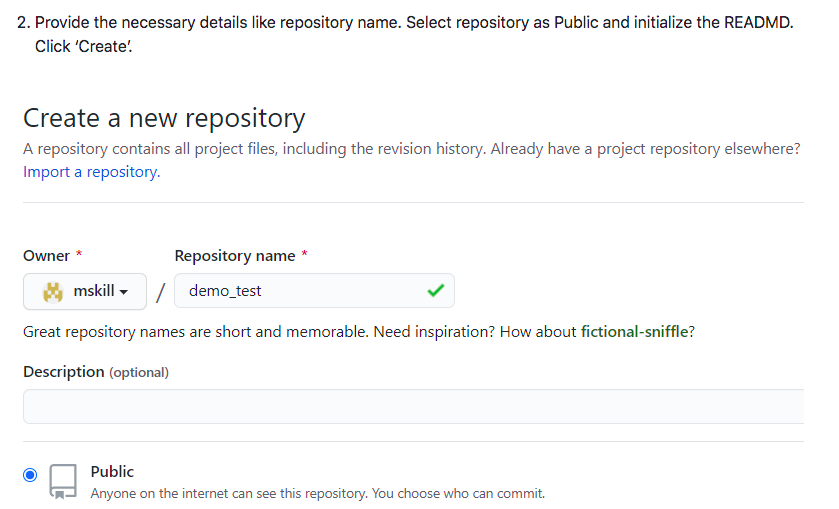 2. Provide the necessary details like repository name. Select repository as Public and initialize the READMD.
Click ‘Create’.
Create a new repository
A repository contains all project files, including the revision history. Already have a project repository elsewhere?
Import a repository.
Owner * Repository name *
mskill / demo_test
Great repository names are short and memorable. Need inspiration? How about fictional-sniffle?
Description (optional)
Public
Anyone on the internet can see this repository. You choose who can commit.